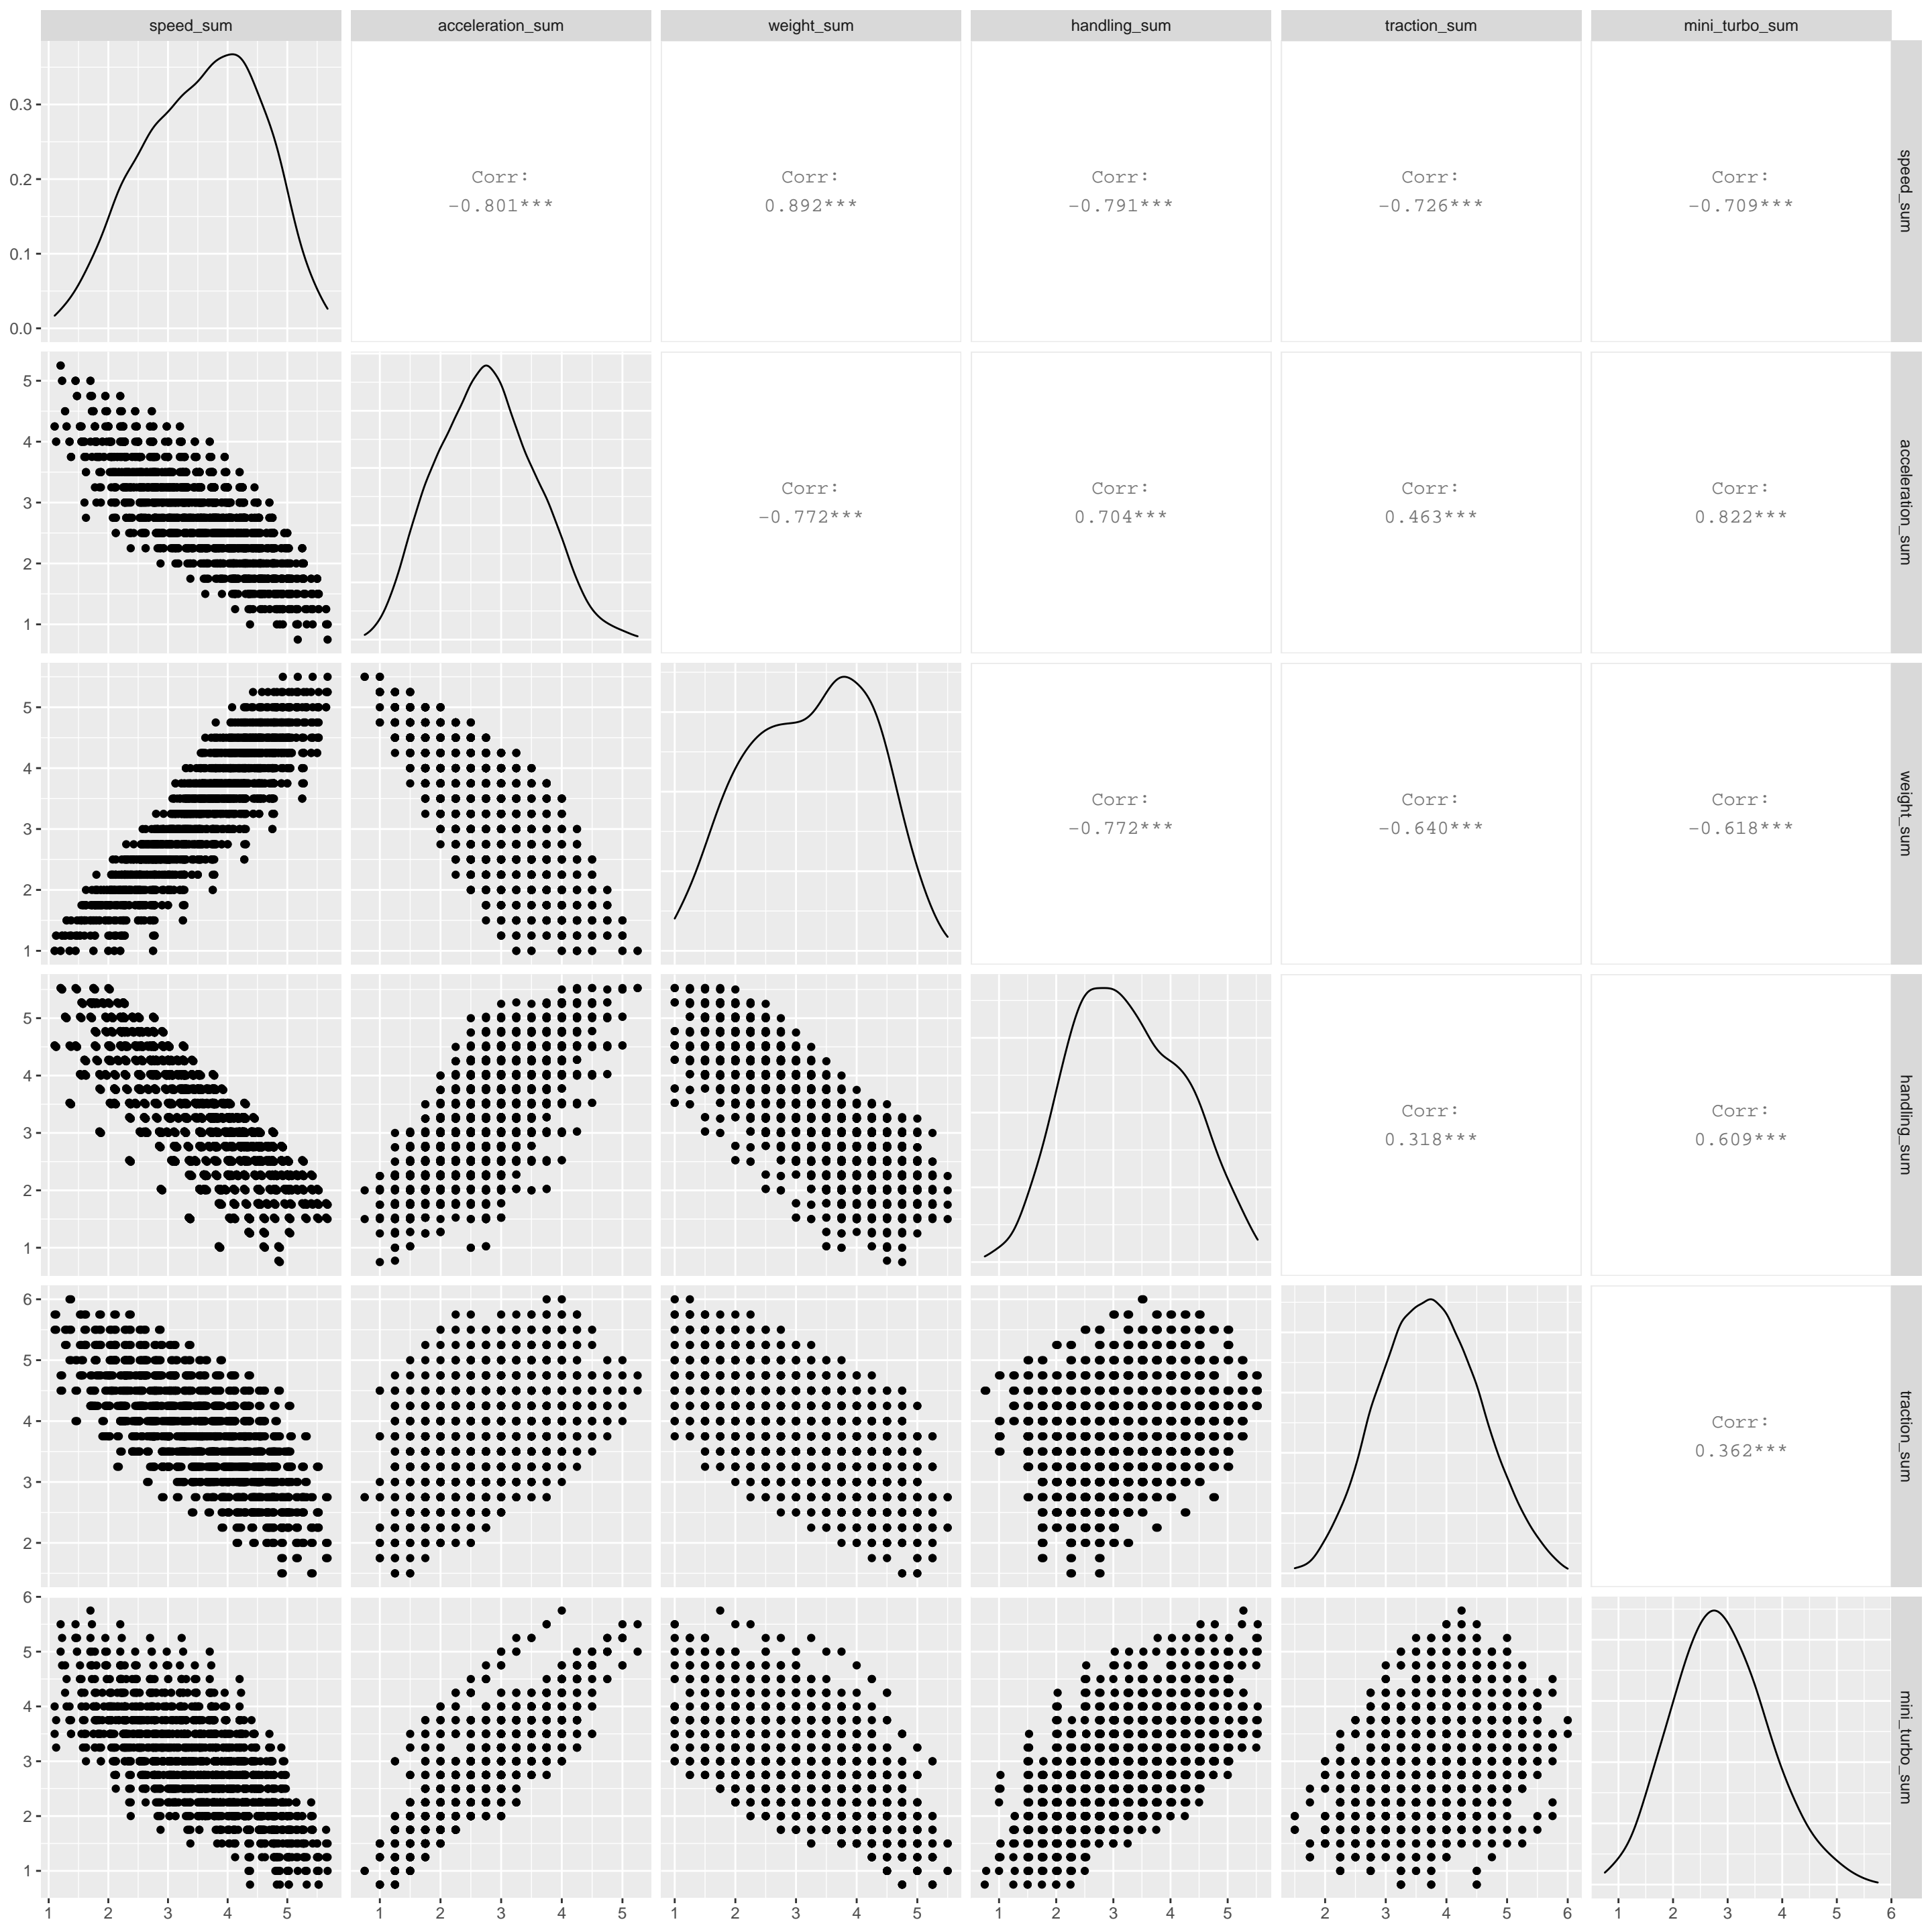 speed_sum acceleration_sum weight_sum handling_sum traction_sum mini_turbo_sum
0.3
0.2
0.1
0.0
Corr: Corr: Corr: Corr: Corr:
-0.801*** 0.892*** -0.791*** -0.726*** -0.709***
speed_sum
5
4
3
2
1
Corr: Corr: Corr: Corr:
-0.772*** 0.704*** 0.463*** 0.822***
acceleration_sum
5
4
3
2
1
Corr: Corr: Corr:
-0.772*** -0.640*** -0.618***
weight_sum
5
4
3
2
1
Corr: Corr:
0.318*** 0.609***
handling_sum
6
5
4
3
2
Corr:
0.362***
traction_sum
6
5
4
3
2
1
mini_turbo_sum
1 2 3 4 5 1 2 3 4 5 1 2 3 4 5 1 2 3 4 5 2 3 4 5 6 1 2 3 4 5 6